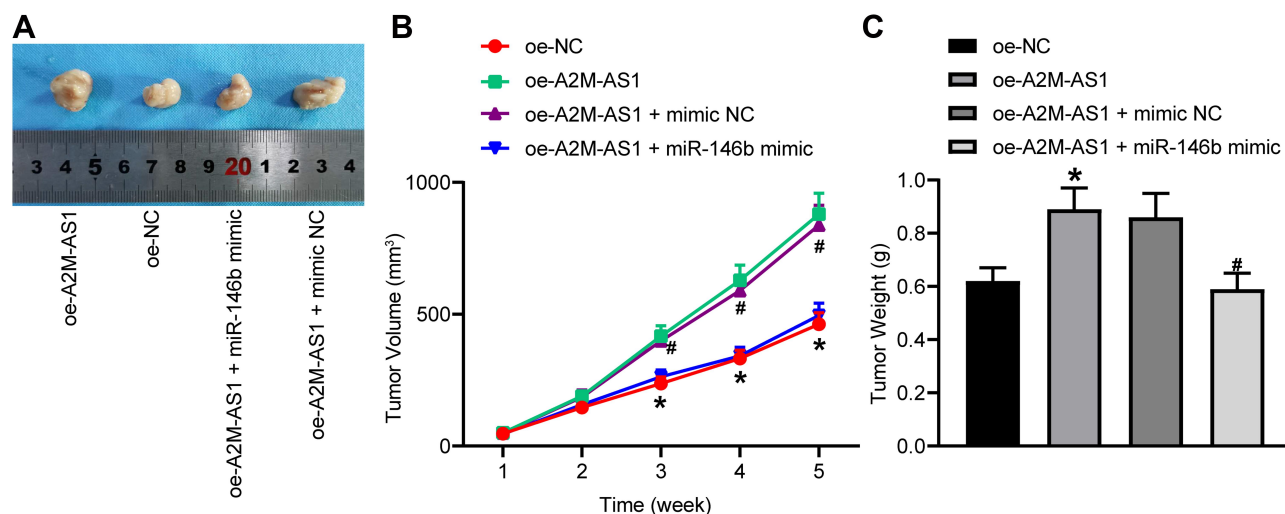 A
3 4 5 6 7 8 9 20 1 2 3 4
oe-A2M-AS1
oe-NC
oe-A2M-AS1 + miR-146b mimic
oe-A2M-AS1 + mimic NC
B
oe-NC
oe-A2M-AS1
oe-A2M-AS1 + mimic NC
oe-A2M-AS1 + miR-146b mimic
Tumor Volume (mm³)
1000
500
0
#
#
#
*
*
*
1 2 3 4 5
Time (week)
C
oe-NC
oe-A2M-AS1
oe-A2M-AS1 + mimic NC
oe-A2M-AS1 + miR-146b mimic
Tumor Weight (g)
1.0
0.8
0.6
0.4
0.2
0.0
*
#